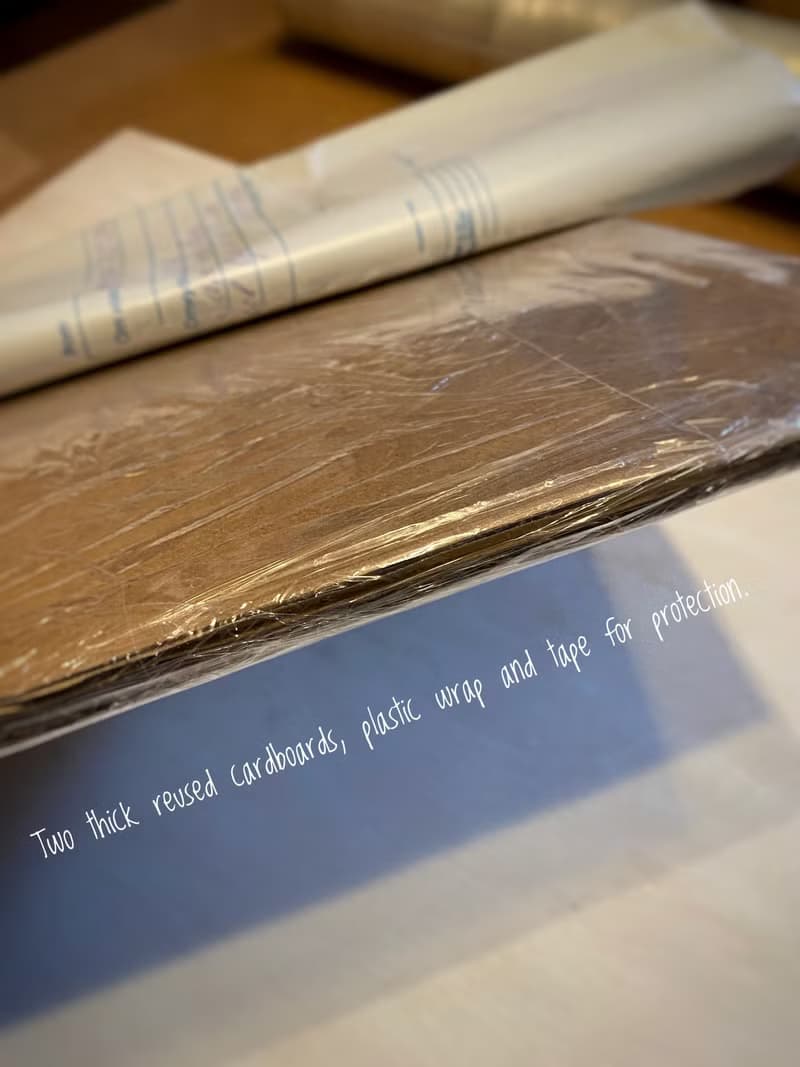 Two thick reused cardboards, plastic wrap and tape for protection.